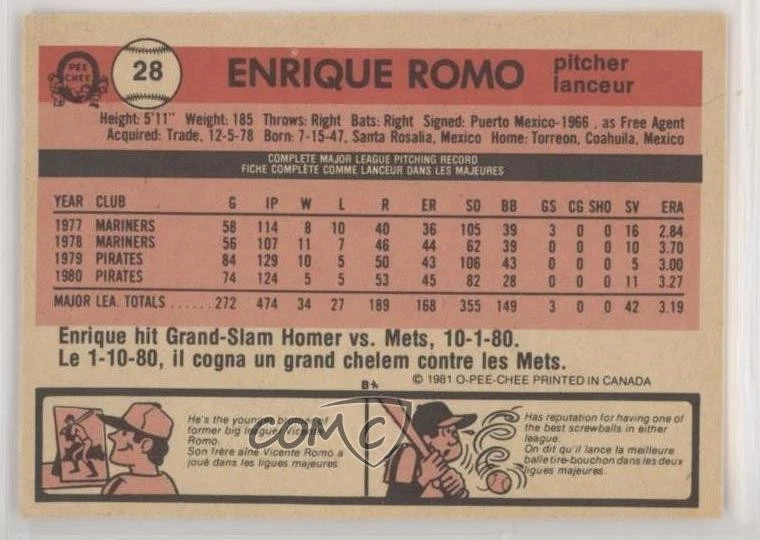 O
PEE
CHEE
28
ENRIQUE ROMO
pitcher
lanceur
Height: 5'11" Weight: 185 Throws: Right Bats: Right Signed: Puerto Mexico-1966 , as Free Agent
Acquired: Trade, 12-5-78 Born: 7-15-47, Santa Rosalia, Mexico Home: Torreon, Coahuila, Mexico
COMPLETE MAJOR LEAGUE PITCHING RECORD
FICHE COMPLÈTE COMME LANCEUR DANS LES MAJEURES
YEAR CLUB G IP W L R ER SO BB GS CG SHO SV ERA
1977 MARINERS 58 114 8 10 40 36 105 39 3 0 0 16 2.84
1978 MARINERS 56 107 11 7 46 44 62 39 0 0 0 10 3.70
1979 PIRATES 84 129 10 5 50 43 106 43 0 0 0 5 3.00
1980 PIRATES 74 124 5 5 53 45 82 28 0 0 0 11 3.27
MAJOR LEA. TOTALS ...... 272 474 34 27 189 168 355 149 3 0 0 42 3.19
Enrique hit Grand-Slam Homer vs. Mets, 10-1-80.
Le 1-10-80, il cogna un grand chelem contre les Mets.
© 1981 O-PEE-CHEE PRINTED IN CANADA
B*
He's the younger brother of
former big leaguer Vicente
Romo.
Son frère aîné Vicente Romo a
joué dans les ligues majeures.
Has reputation for having one of
the best screwballs in either
league.
On dit qu'il lance la meilleure
balle tire-bouchon dans les deux
ligues majeures.
COMC